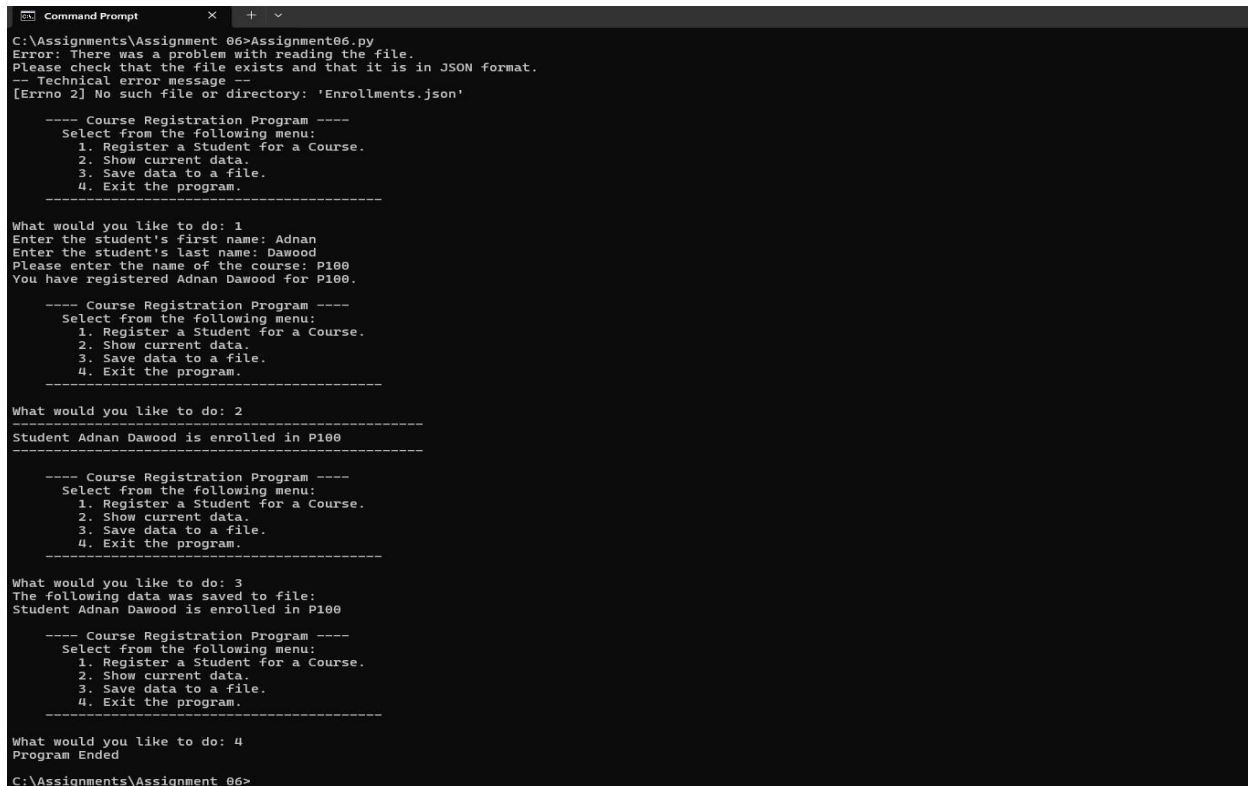 Command Prompt
C:\Assignments\Assignment 06>Assignment06.py
Error: There was a problem with reading the file.
Please check that the file exists and that it is in JSON format.
-- Technical error message --
[Errno 2] No such file or directory: 'Enrollments.json'
---- Course Registration Program ----
Select from the following menu:
1. Register a Student for a Course.
2. Show current data.
3. Save data to a file.
4. Exit the program.
-----------------------------------------
What would you like to do: 1
Enter the student's first name: Adnan
Enter the student's last name: Dawood
Please enter the name of the course: P100
You have registered Adnan Dawood for P100.
---- Course Registration Program ----
Select from the following menu:
1. Register a Student for a Course.
2. Show current data.
3. Save data to a file.
4. Exit the program.
-----------------------------------------
What would you like to do: 2
--------------------------------------------------
Student Adnan Dawood is enrolled in P100
--------------------------------------------------
---- Course Registration Program ----
Select from the following menu:
1. Register a Student for a Course.
2. Show current data.
3. Save data to a file.
4. Exit the program.
-----------------------------------------
What would you like to do: 3
The following data was saved to file:
Student Adnan Dawood is enrolled in P100
---- Course Registration Program ----
Select from the following menu:
1. Register a Student for a Course.
2. Show current data.
3. Save data to a file.
4. Exit the program.
-----------------------------------------
What would you like to do: 4
Program Ended
C:\Assignments\Assignment 06>